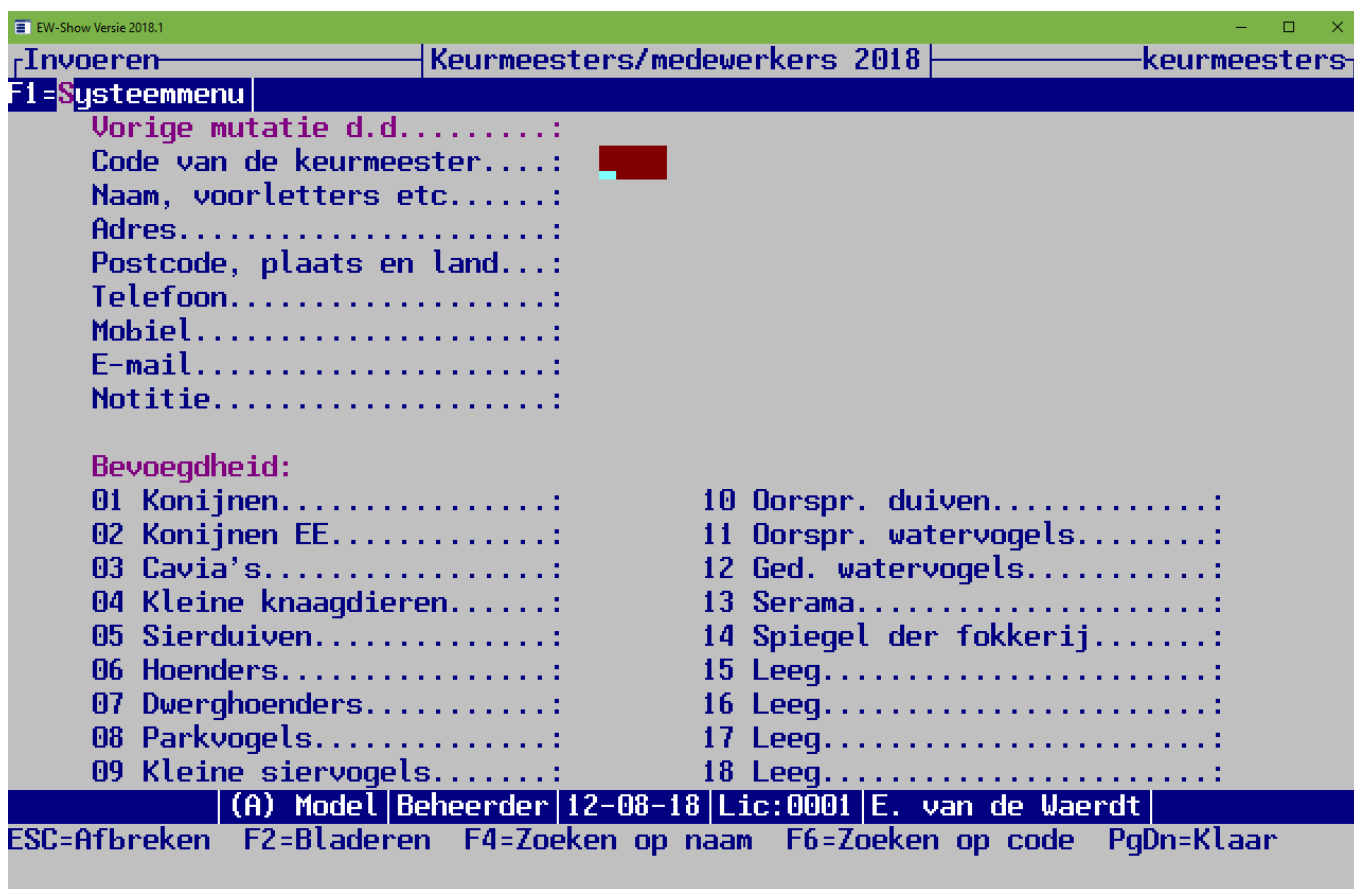 EW-Show Versie 2018.1
Invoeren Keurmeesters/medewerkers 2018 keurmeesters
F1=Systeemmenu
Vorige mutatie d.d.........:
Code van de keurmeester....:
Naam, voorletters etc......:
Adres......................:
Postcode, plaats en land...:
Telefoon...................:
Mobiel.....................:
E-mail.....................:
Notitie....................:
Bevoegdheid:
01 Konijnen................: 10 Oorspr. duiven.............:
02 Konijnen EE.............: 11 Oorspr. watervogels........:
03 Cavia's.................: 12 Ged. watervogels...........:
04 Kleine knaagdieren......: 13 Serama.....................:
05 Sierduiven..............: 14 Spiegel der fokkerij.......:
06 Hoenders................: 15 Leeg.......................:
07 Dwerghoenders...........: 16 Leeg.......................:
08 Parkvogels..............: 17 Leeg.......................:
09 Kleine siervogels.......: 18 Leeg.......................:
(A) Model Beheerder 12-08-18 Lic:0001 E. van de Waerdt
ESC=Afbreken F2=Bladeren F4=Zoeken op naam F6=Zoeken op code PgDn=Klaar